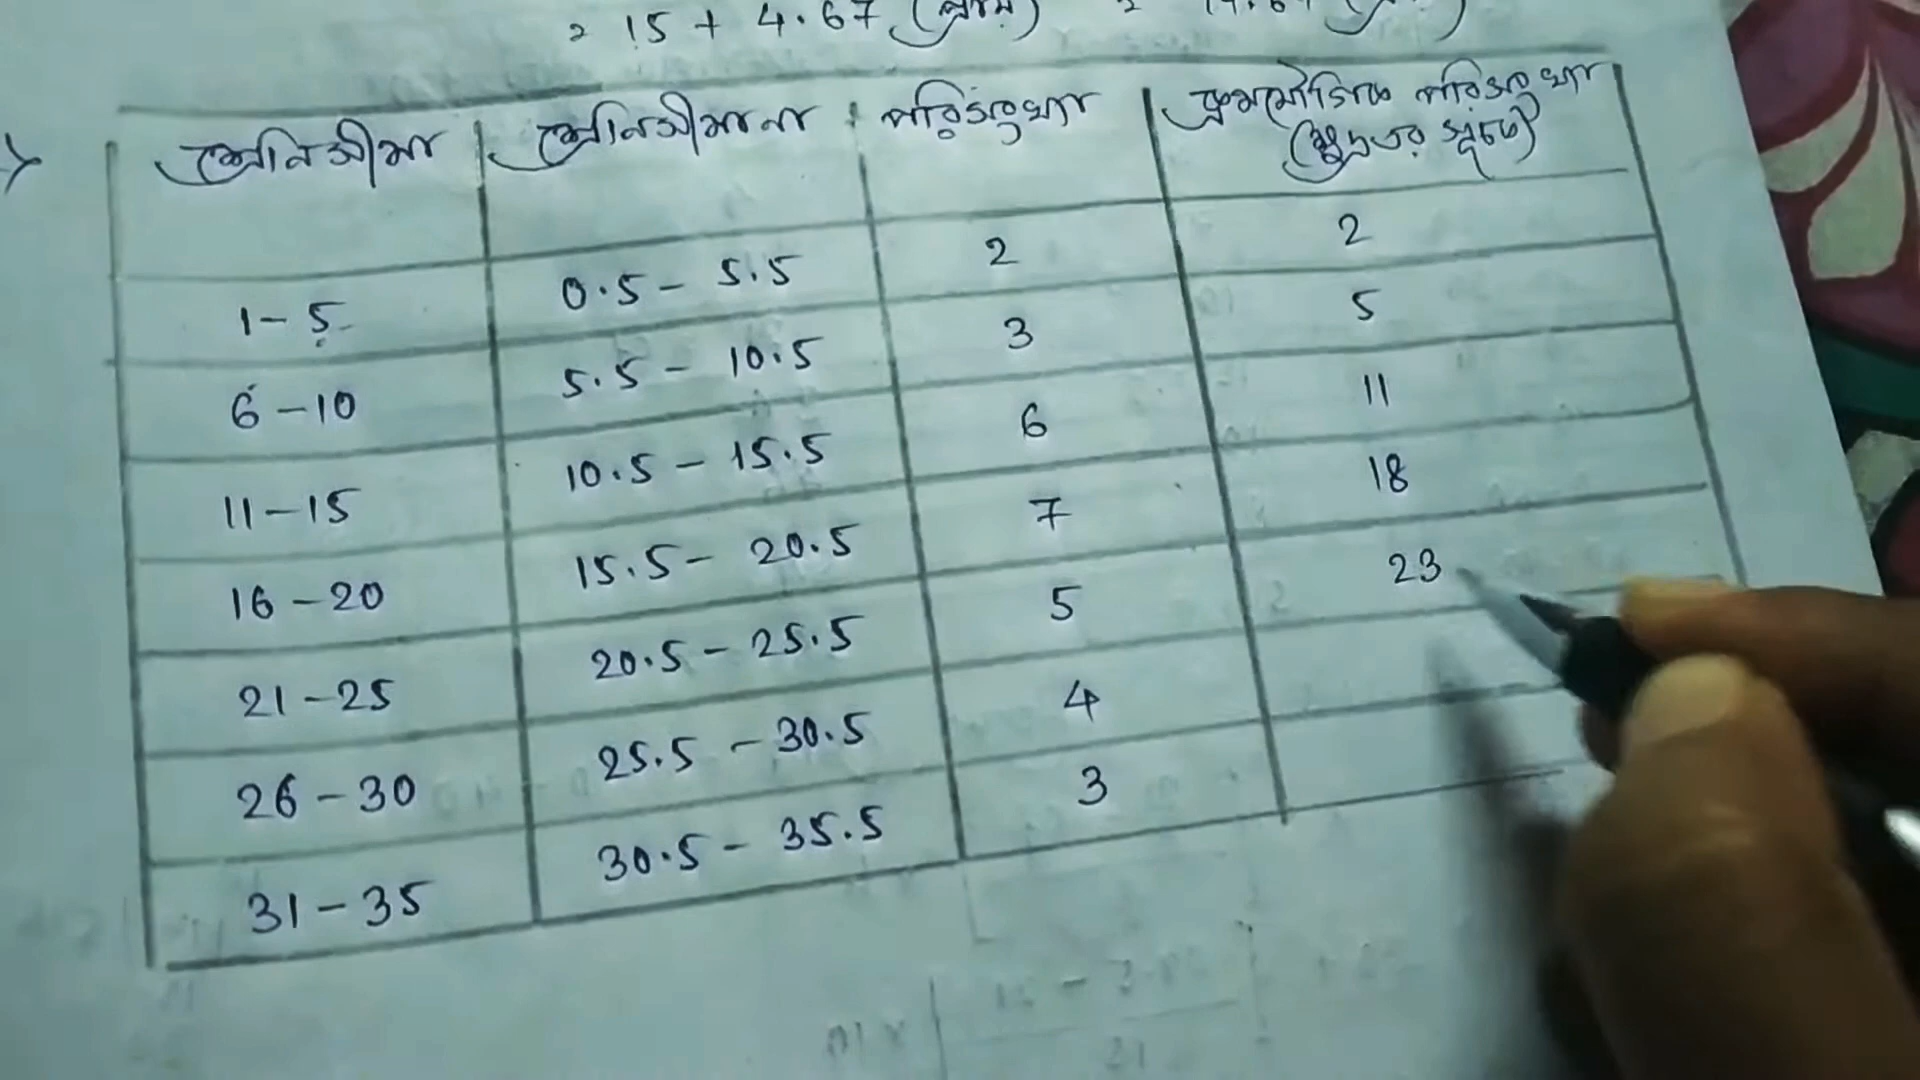 = 15 + 4.67 (প্রায়) =
শ্রেনিসীমা শ্রেনিসীমানা পরিসংখ্যা ক্রমযৌগিক পরিসংখ্যা
(ক্ষুদ্রতর সূচক)
1 - 5 0.5 - 5.5 2 2
6 - 10 5.5 - 10.5 3 5
11 - 15 10.5 - 15.5 6 11
16 - 20 15.5 - 20.5 7 18
21 - 25 20.5 - 25.5 5 23
26 - 30 25.5 - 30.5 4
31 - 35 30.5 - 35.5 3